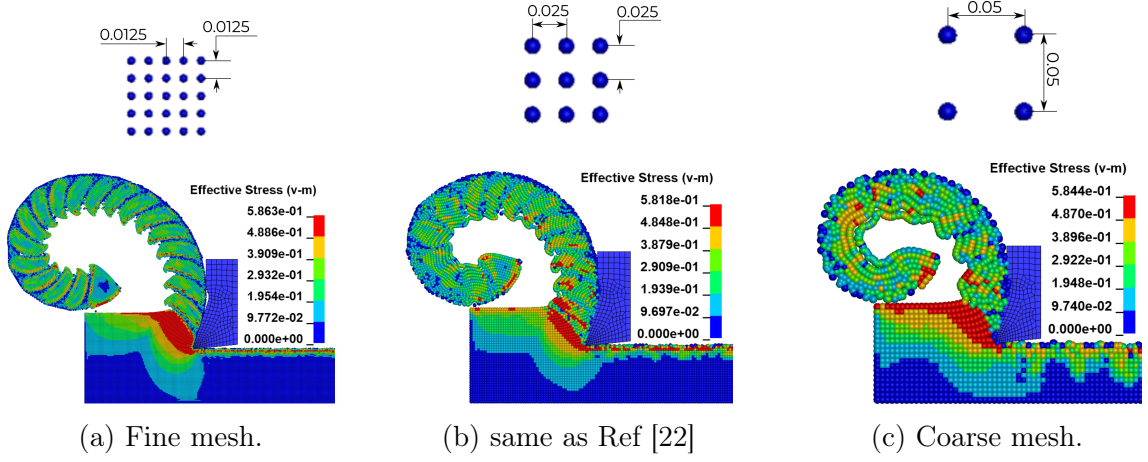 0.0125
0.0125
0.025
0.025
0.05
0.05
Effective Stress (v-m)
5.863e-01
4.886e-01
3.909e-01
2.932e-01
1.954e-01
9.772e-02
0.000e+00
Effective Stress (v-m)
5.818e-01
4.848e-01
3.879e-01
2.909e-01
1.939e-01
9.697e-02
0.000e+00
Effective Stress (v-m)
5.844e-01
4.870e-01
3.896e-01
2.922e-01
1.948e-01
9.740e-02
0.000e+00
(a) Fine mesh.
(b) same as Ref [22]
(c) Coarse mesh.